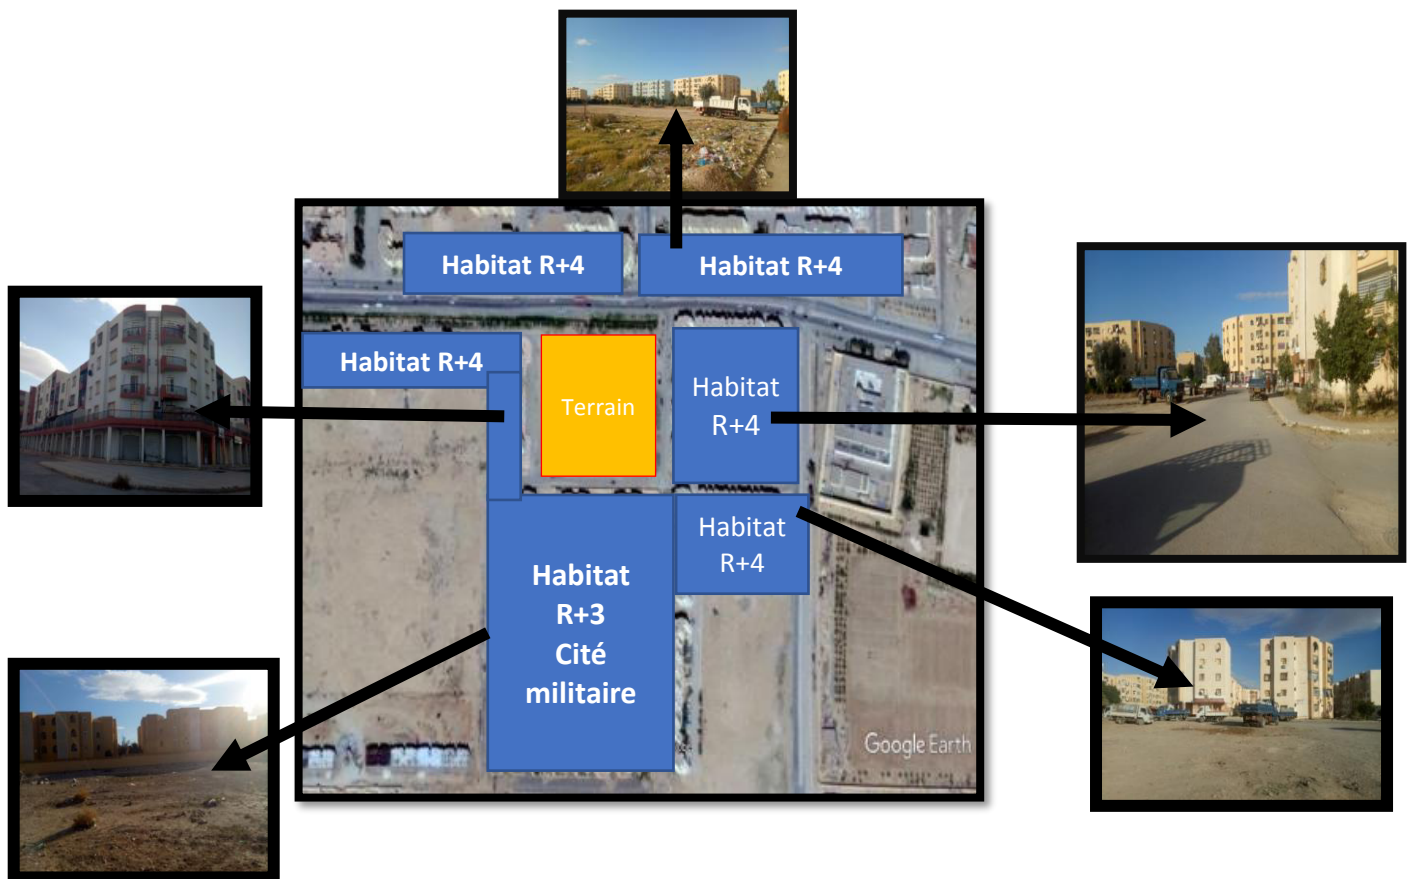 Habitat R+4
Habitat R+4
Habitat R+4
Terrain
Habitat
R+4
Habitat
R+4
Habitat
R+3
Cité
militaire
Google Earth